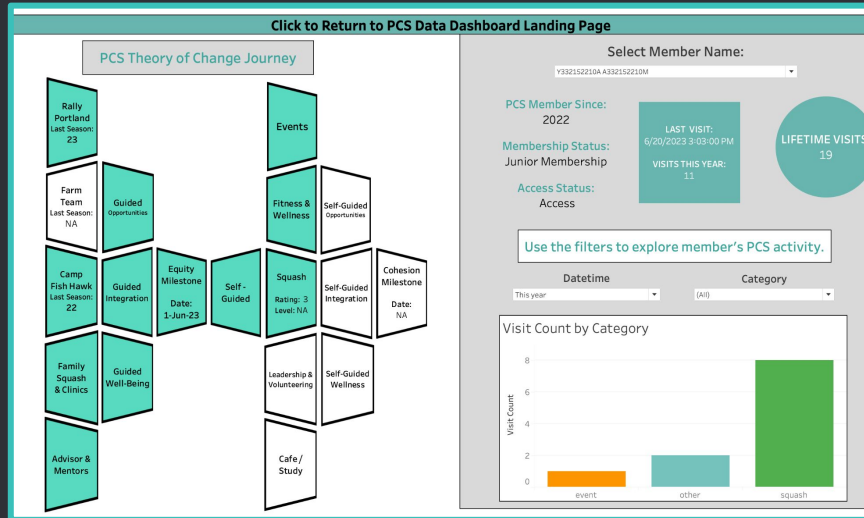 Click to Return to PCS Data Dashboard Landing Page
PCS Theory of Change Journey
Rally
Portland
Last Season:
23
Events
Farm
Team
Last Season:
NA
Guided
Opportunities
Fitness &
Wellness
Self-Guided
Opportunities
Camp
Fish Hawk
Last Season:
22
Guided
Integration
Equity
Milestone
Date:
1-Jun-23
Self -
Guided
Squash
Rating: 3
Level: NA
Self-Guided
Integration
Cohesion
Milestone
Date:
NA
Family
Squash
& Clinics
Guided
Well-Being
Leadership &
Volunteering
Self-Guided
Wellness
Advisor &
Mentors
Cafe /
Study
Select Member Name:
Y332152210A A332152210M
PCS Member Since:
2022
Membership Status:
Junior Membership
Access Status:
Access
LAST VISIT:
6/20/2023 3:03:00 PM
VISITS THIS YEAR:
11
LIFETIME VISITS
19
Use the filters to explore member's PCS activity.
Datetime
This year
Category
(All)
Visit Count by Category
Visit Count
8
6
4
2
0
event
other
squash